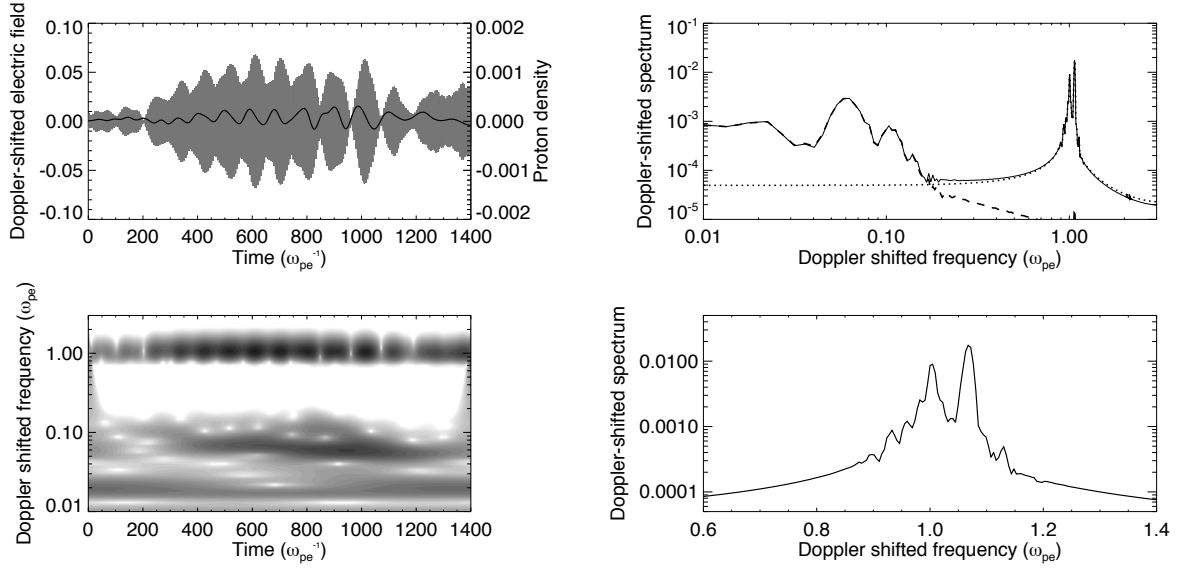 Doppler-shifted electric field
0.10
0.05
0.00
-0.05
-0.10
0.002
0.001
0.000
-0.001
-0.002
Proton density
0 200 400 600 800 1000 1200 1400
Time (ωpe⁻¹)
Doppler-shifted spectrum
10⁻¹
10⁻²
10⁻³
10⁻⁴
10⁻⁵
0.01 0.10 1.00
Doppler shifted frequency (ωpe)
Doppler shifted frequency (ωpe)
1.00
0.10
0.01
0 200 400 600 800 1000 1200 1400
Time (ωpe⁻¹)
Doppler-shifted spectrum
0.0100
0.0010
0.0001
0.6 0.8 1.0 1.2 1.4
Doppler shifted frequency (ωpe)